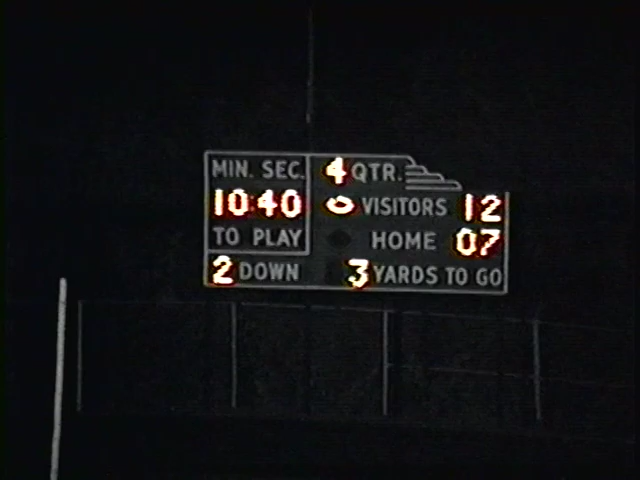 MIN. SEC. 4 QTR.
10:40 VISITORS 12
TO PLAY HOME 07
2 DOWN 3 YARDS TO GO